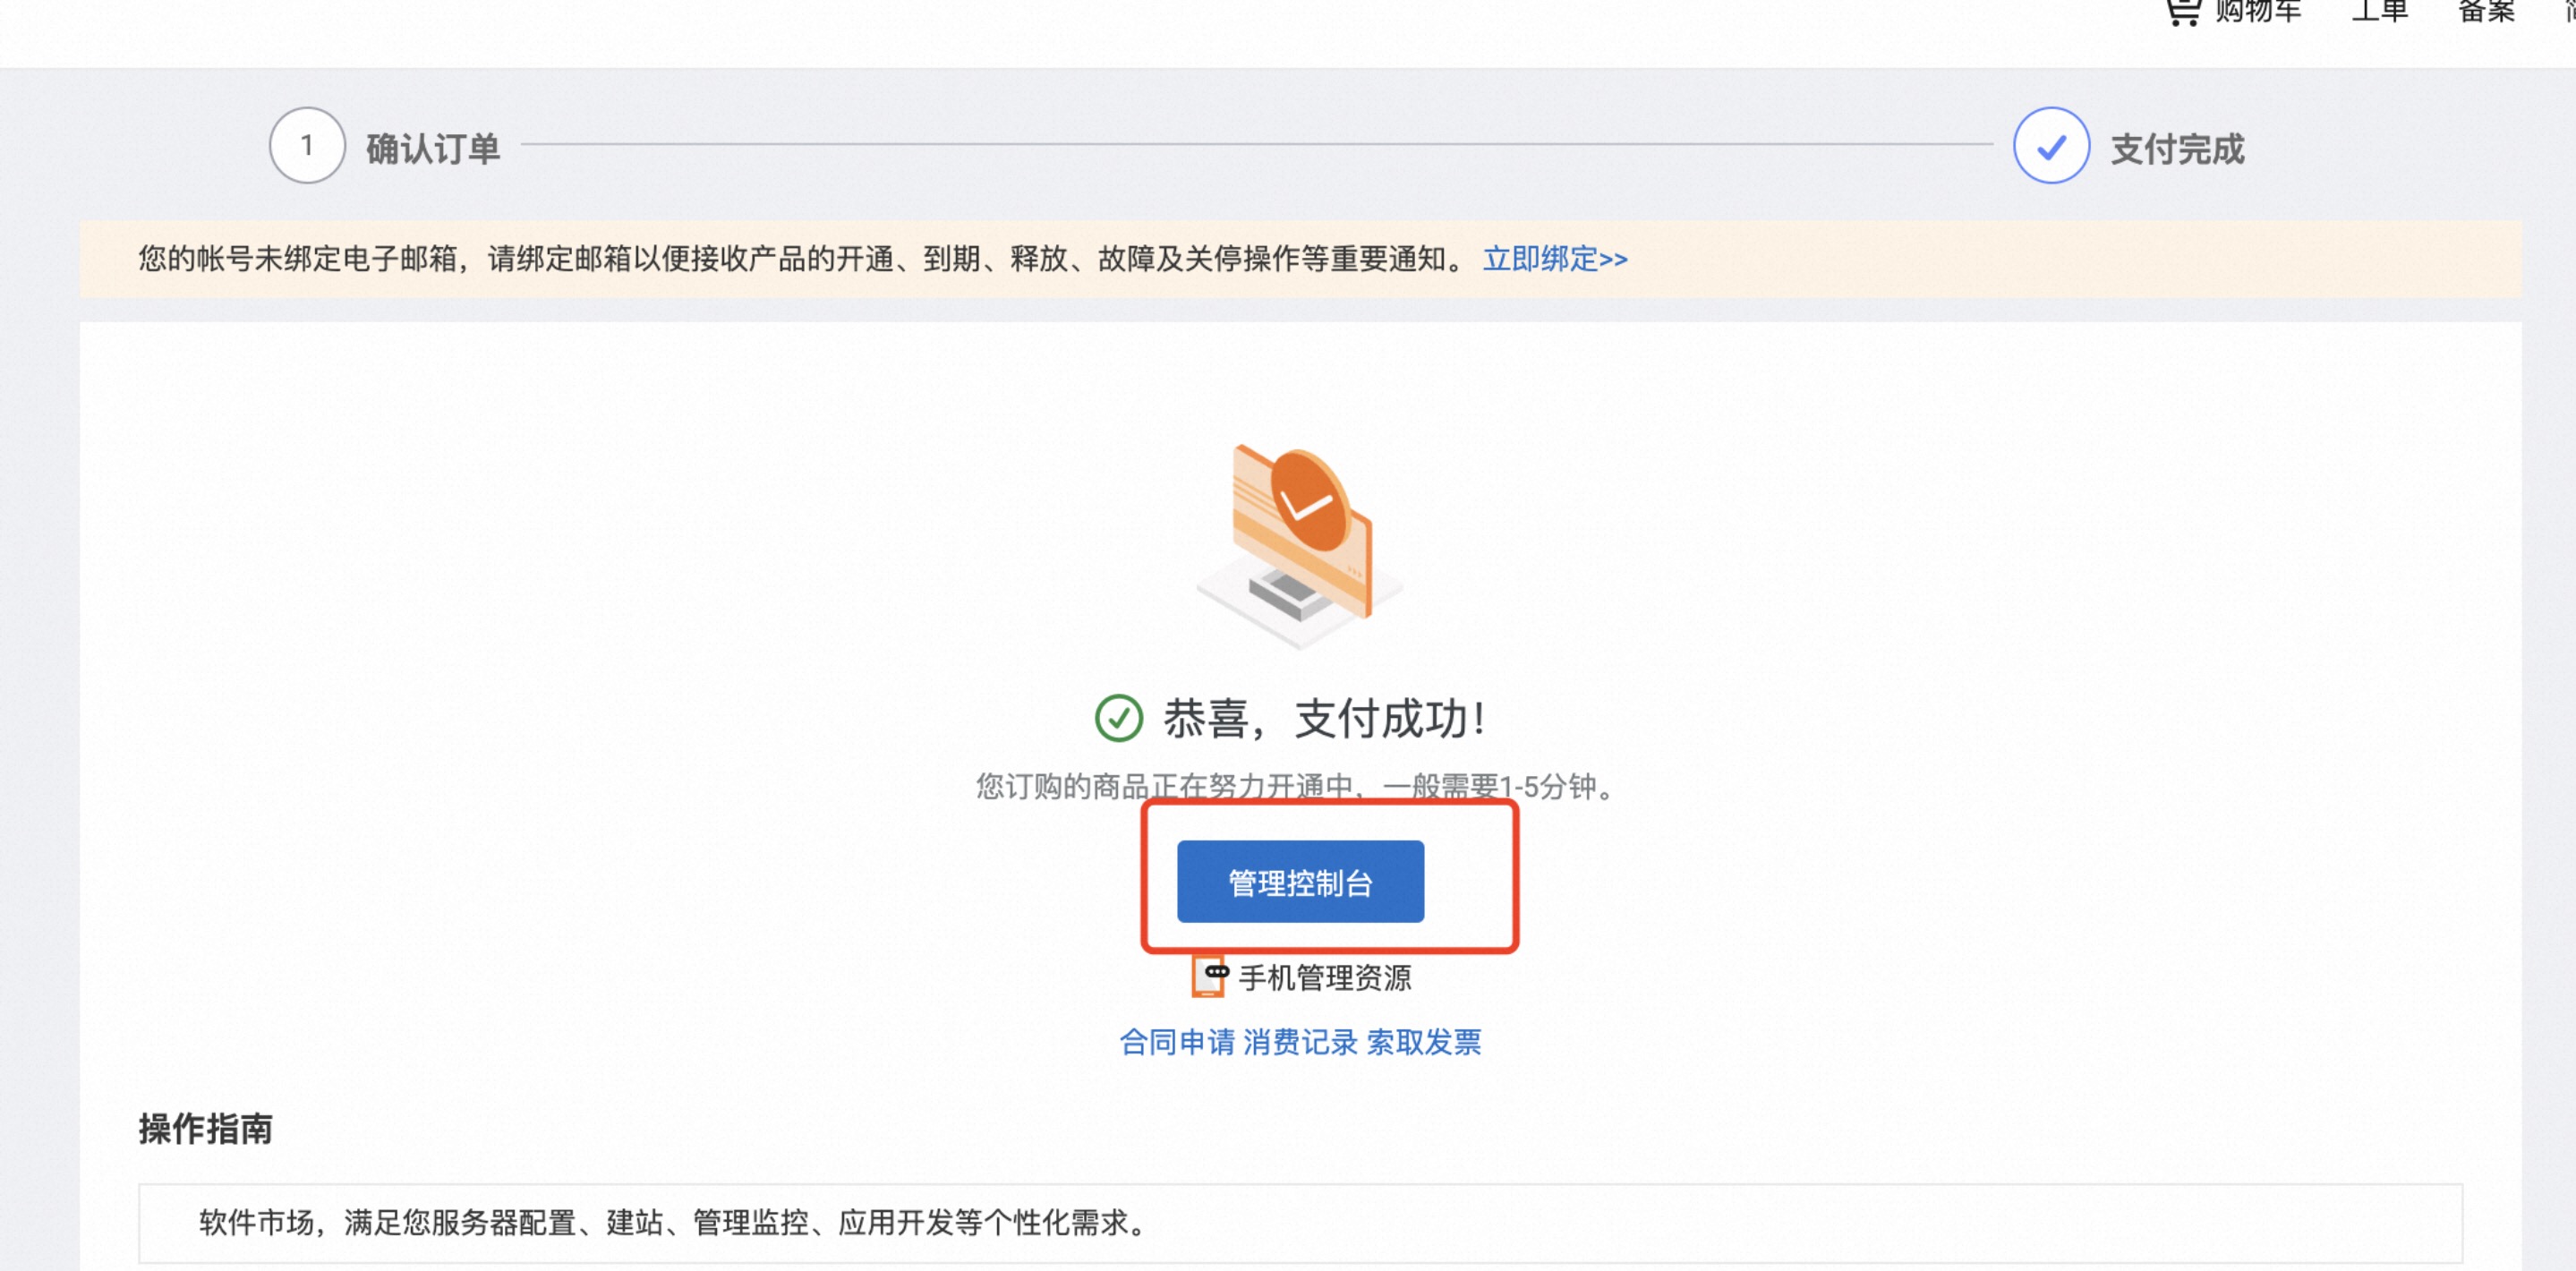 购物车 工单 备案
1 确认订单 支付完成
您的帐号未绑定电子邮箱，请绑定邮箱以便接收产品的开通、到期、释放、故障及关停操作等重要通知。 立即绑定>>
恭喜，支付成功！
您订购的商品正在努力开通中，一般需要1-5分钟。
管理控制台
手机管理资源
合同申请 消费记录 索取发票
操作指南
软件市场，满足您服务器配置、建站、管理监控、应用开发等个性化需求。